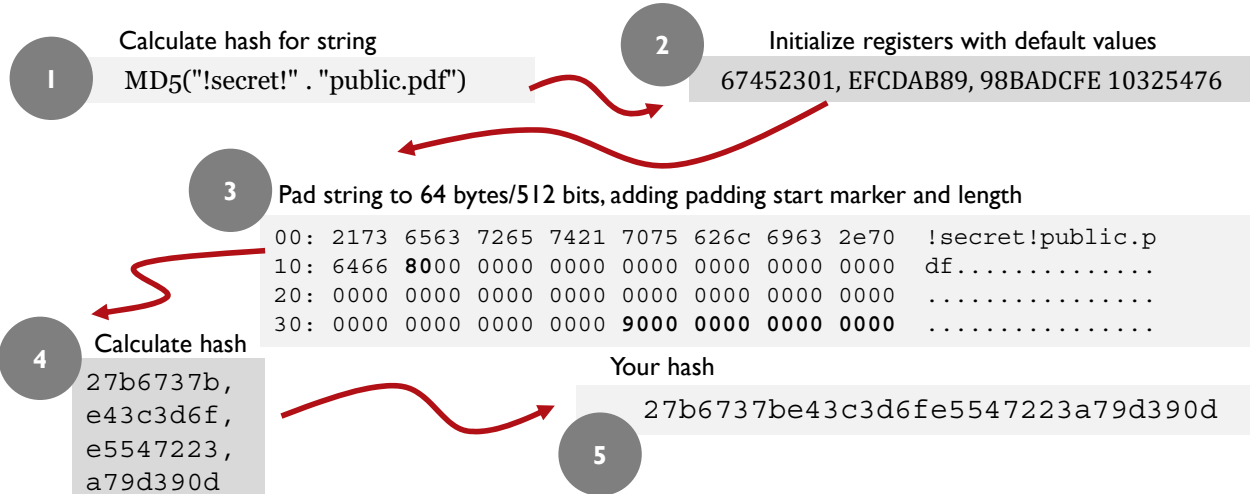 Calculate hash for string
1
MD5("!secret!" . "public.pdf")
2
Initialize registers with default values
67452301, EFCDAB89, 98BADCFE 10325476
3
Pad string to 64 bytes/512 bits, adding padding start marker and length
00: 2173 6563 7265 7421 7075 626c 6963 2e70 !secret!public.p
10: 6466 8000 0000 0000 0000 0000 0000 0000 df..............
20: 0000 0000 0000 0000 0000 0000 0000 0000 ................
30: 0000 0000 0000 0000 9000 0000 0000 0000 ................
4
Calculate hash
27b6737b,
e43c3d6f,
e5547223,
a79d390d
Your hash
27b6737be43c3d6fe5547223a79d390d
5